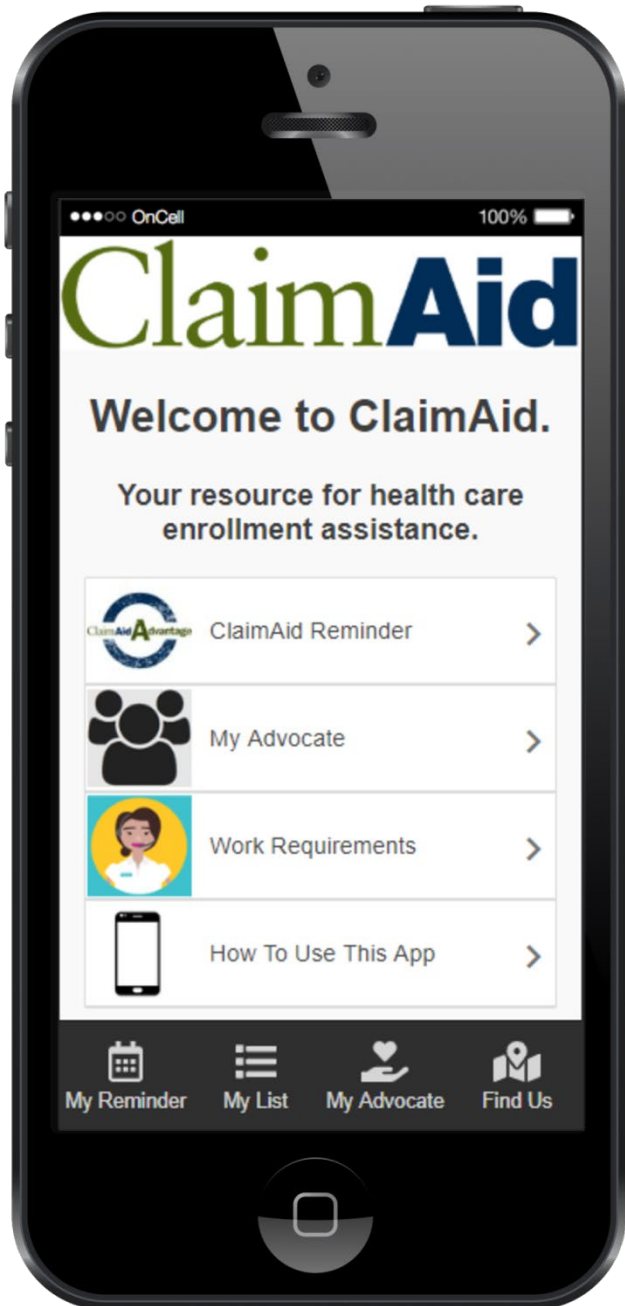 OnCell 100%
ClaimAid
Welcome to ClaimAid.
Your resource for health care
enrollment assistance.
ClaimAidAdvantage
ClaimAid Reminder
My Advocate
Work Requirements
How To Use This App
My Reminder My List My Advocate Find Us